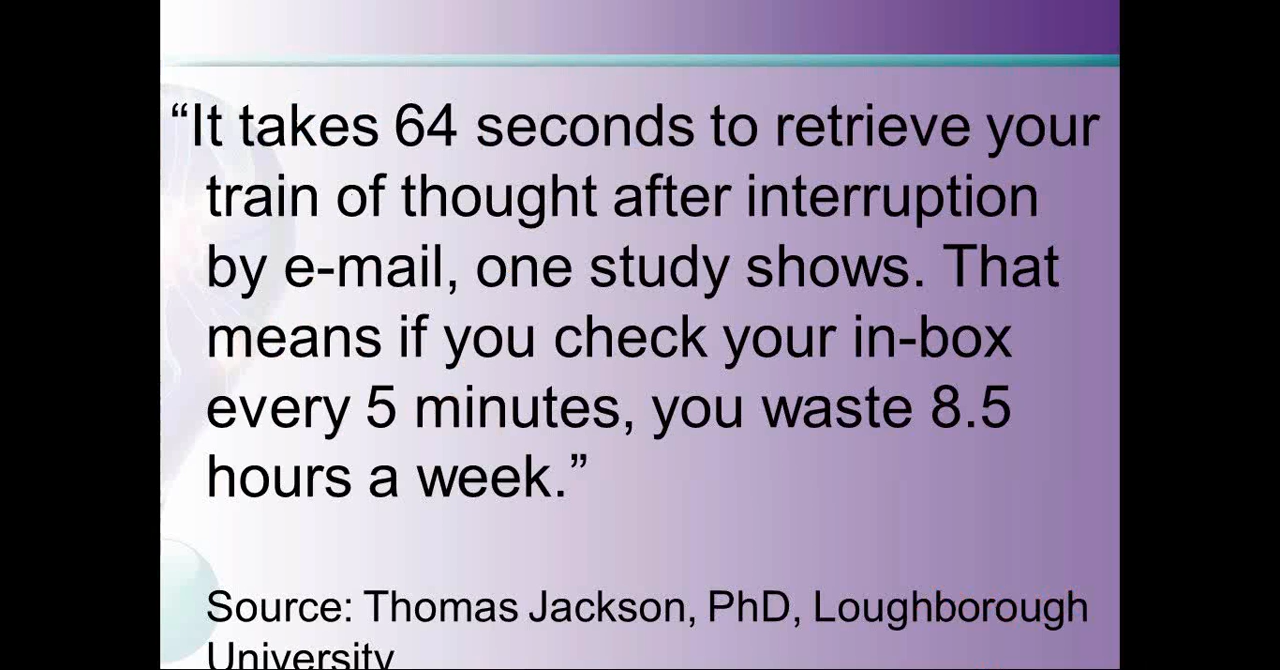 “It takes 64 seconds to retrieve your
train of thought after interruption
by e-mail, one study shows. That
means if you check your in-box
every 5 minutes, you waste 8.5
hours a week.”
Source: Thomas Jackson, PhD, Loughborough
University